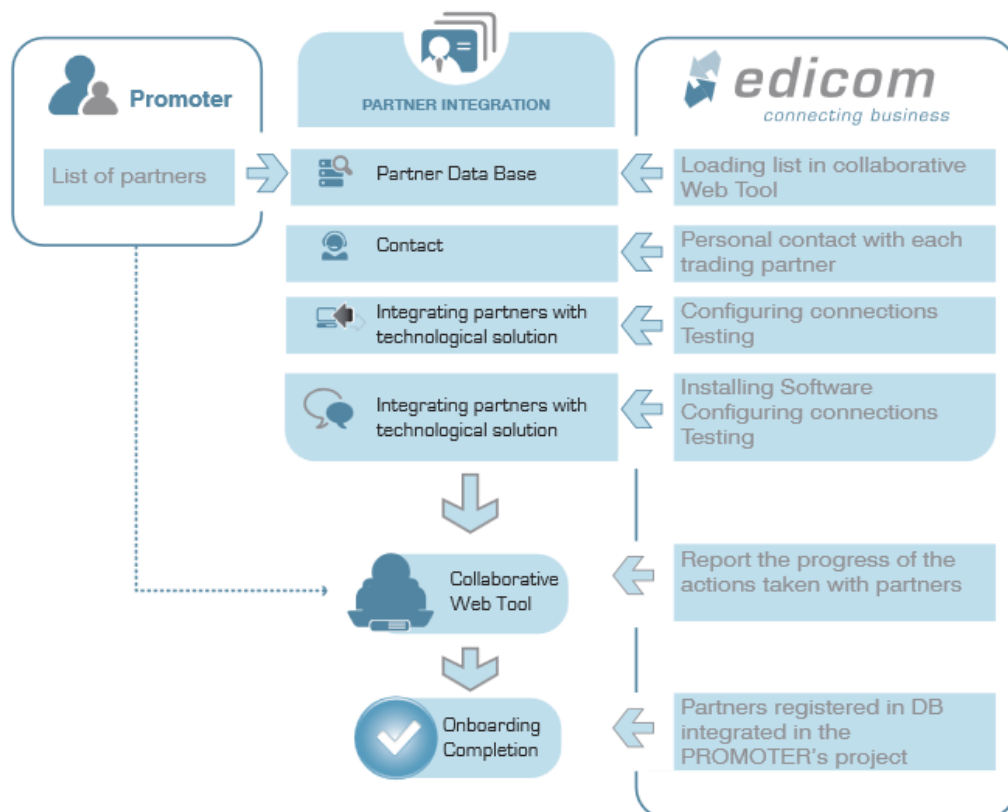 Promoter
List of partners
PARTNER INTEGRATION
Partner Data Base
Contact
Integrating partners with
technological solution
Integrating partners with
technological solution
Collaborative
Web Tool
Onboarding
Completion
edicom
connecting business
Loading list in collaborative
Web Tool
Personal contact with each
trading partner
Configuring connections
Testing
Installing Software
Configuring connections
Testing
Report the progress of the
actions taken with partners
Partners registered in DB
integrated in the
PROMOTER's project